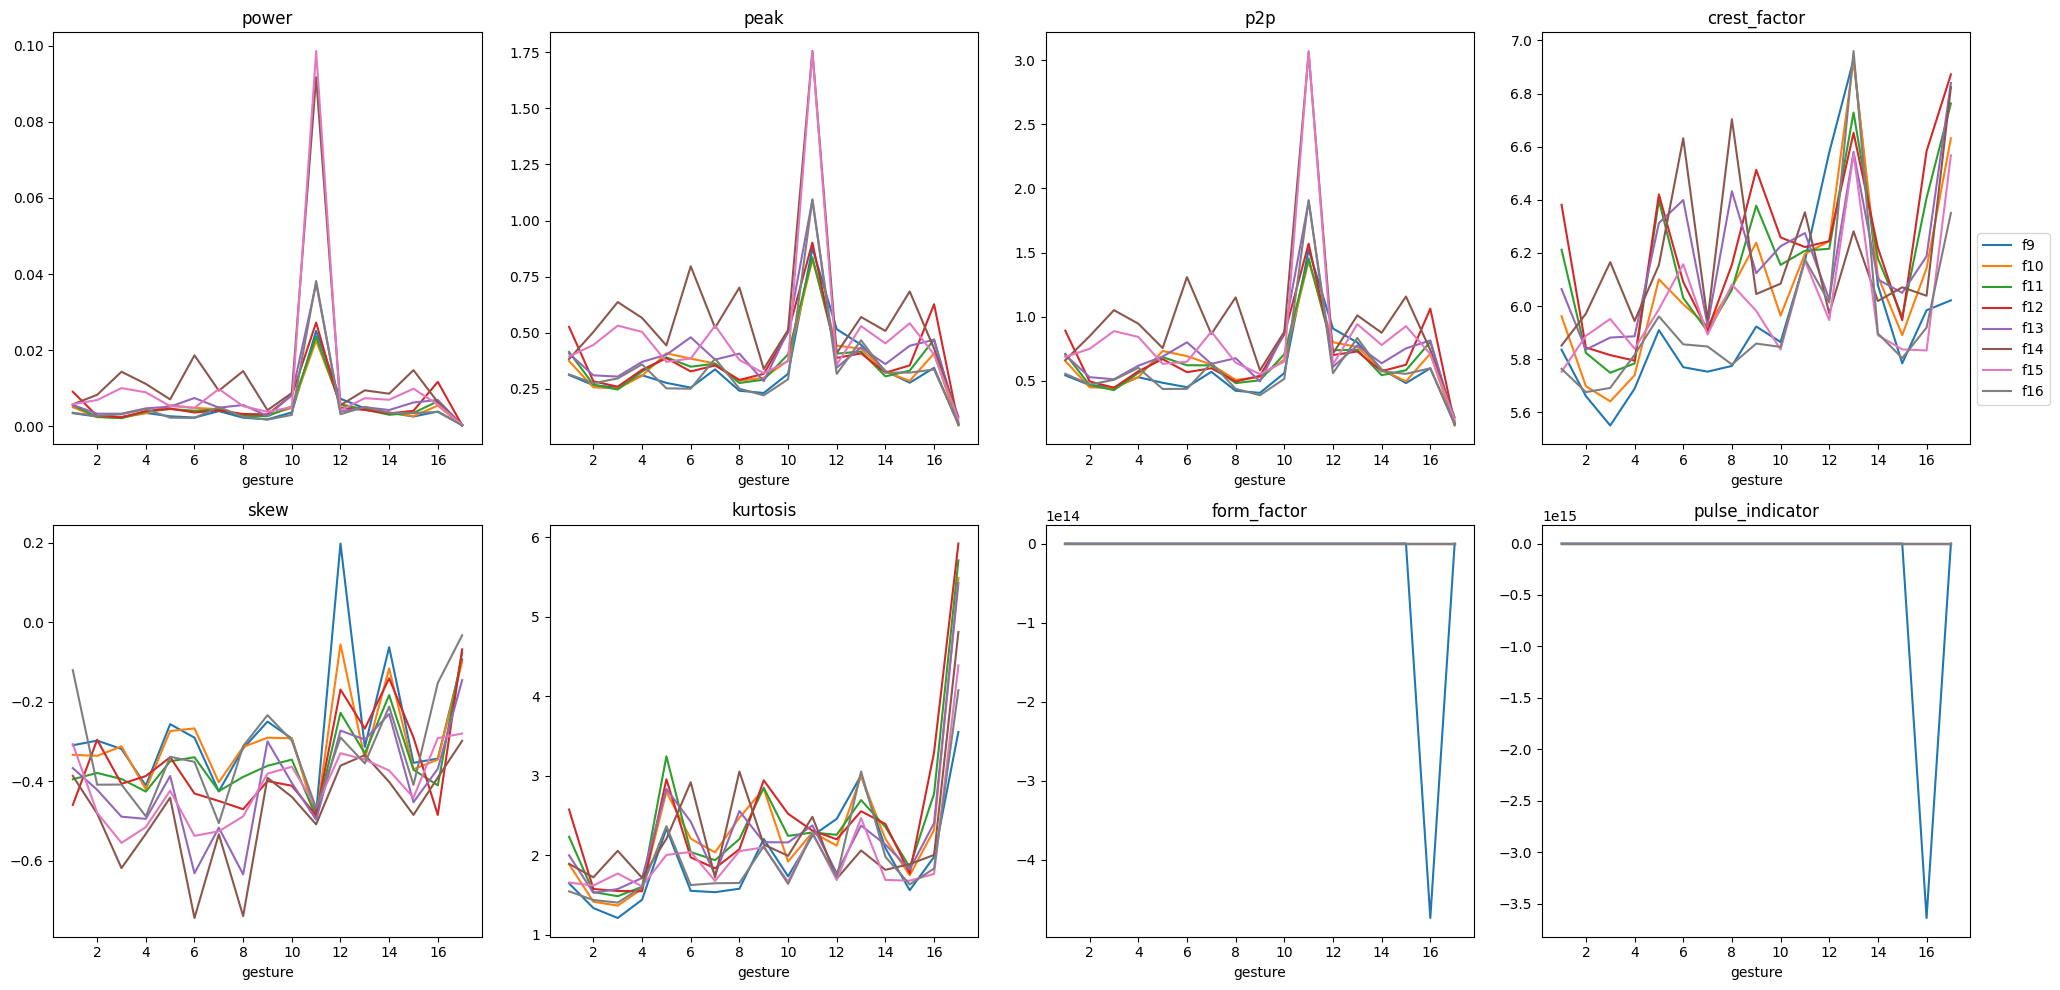 power
0.10
0.08
0.06
0.04
0.02
0.00
2 4 6 8 10 12 14 16
gesture
peak
1.75
1.50
1.25
1.00
0.75
0.50
0.25
2 4 6 8 10 12 14 16
gesture
p2p
3.0
2.5
2.0
1.5
1.0
0.5
2 4 6 8 10 12 14 16
gesture
crest_factor
7.0
6.8
6.6
6.4
6.2
6.0
5.8
5.6
2 4 6 8 10 12 14 16
gesture
f9
f10
f11
f12
f13
f14
f15
f16
skew
0.2
0.0
−0.2
−0.4
−0.6
2 4 6 8 10 12 14 16
gesture
kurtosis
6
5
4
3
2
1
2 4 6 8 10 12 14 16
gesture
form_factor
1e14
0
−1
−2
−3
−4
2 4 6 8 10 12 14 16
gesture
pulse_indicator
1e15
0.0
−0.5
−1.0
−1.5
−2.0
−2.5
−3.0
−3.5
2 4 6 8 10 12 14 16
gesture